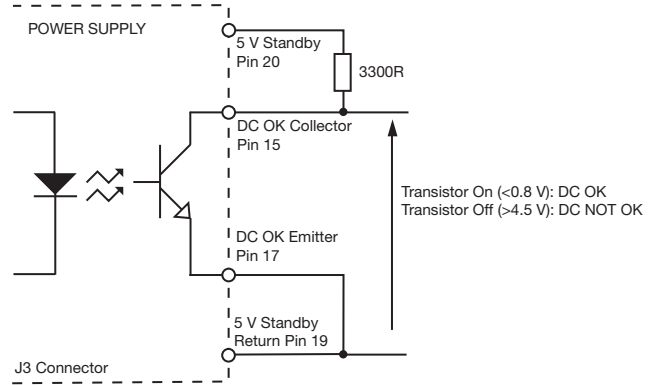 POWER SUPPLY
5 V Standby
Pin 20
3300R
DC OK Collector
Pin 15
Transistor On (<0.8 V): DC OK
Transistor Off (>4.5 V): DC NOT OK
DC OK Emitter
Pin 17
5 V Standby
Return Pin 19
J3 Connector